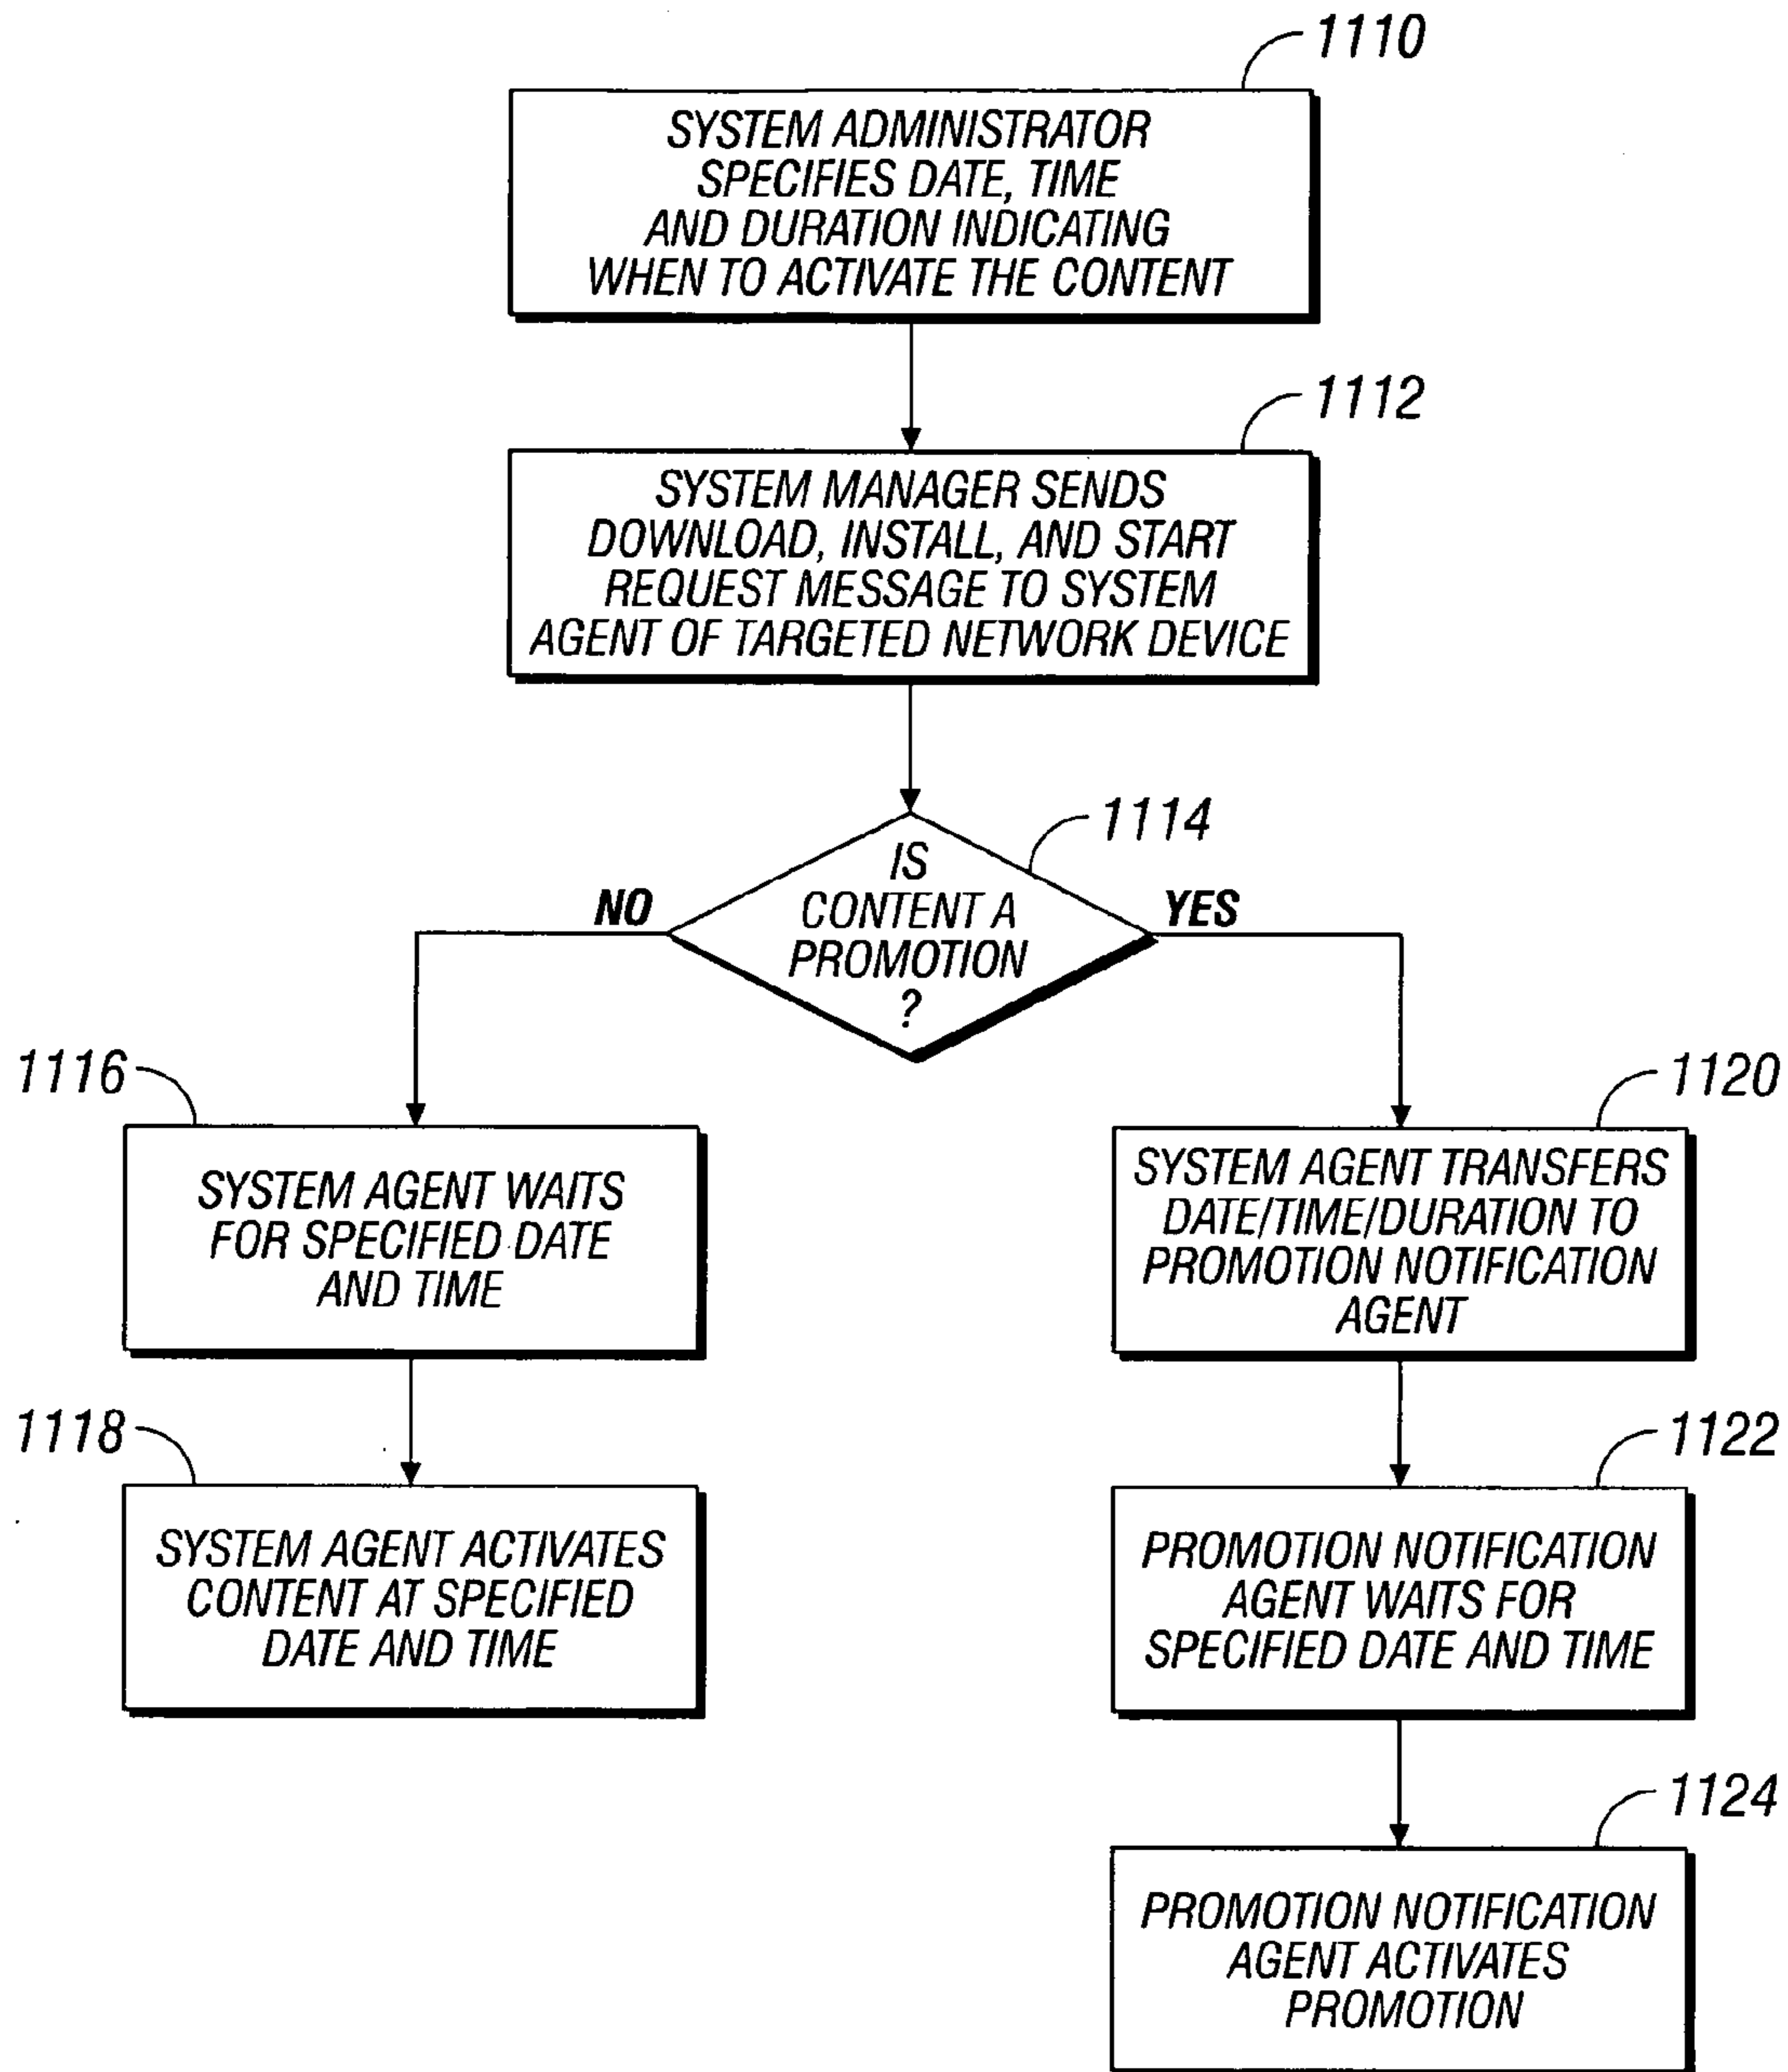 1110
SYSTEM ADMINISTRATOR
SPECIFIES DATE, TIME
AND DURATION INDICATING
WHEN TO ACTIVATE THE CONTENT
1112
SYSTEM MANAGER SENDS
DOWNLOAD, INSTALL, AND START
REQUEST MESSAGE TO SYSTEM
AGENT OF TARGETED NETWORK DEVICE
1114
IS
CONTENT A
PROMOTION
?
NO
YES
1116
SYSTEM AGENT WAITS
FOR SPECIFIED DATE
AND TIME
1118
SYSTEM AGENT ACTIVATES
CONTENT AT SPECIFIED
DATE AND TIME
1120
SYSTEM AGENT TRANSFERS
DATE/TIME/DURATION TO
PROMOTION NOTIFICATION
AGENT
1122
PROMOTION NOTIFICATION
AGENT WAITS FOR
SPECIFIED DATE AND TIME
1124
PROMOTION NOTIFICATION
AGENT ACTIVATES
PROMOTION